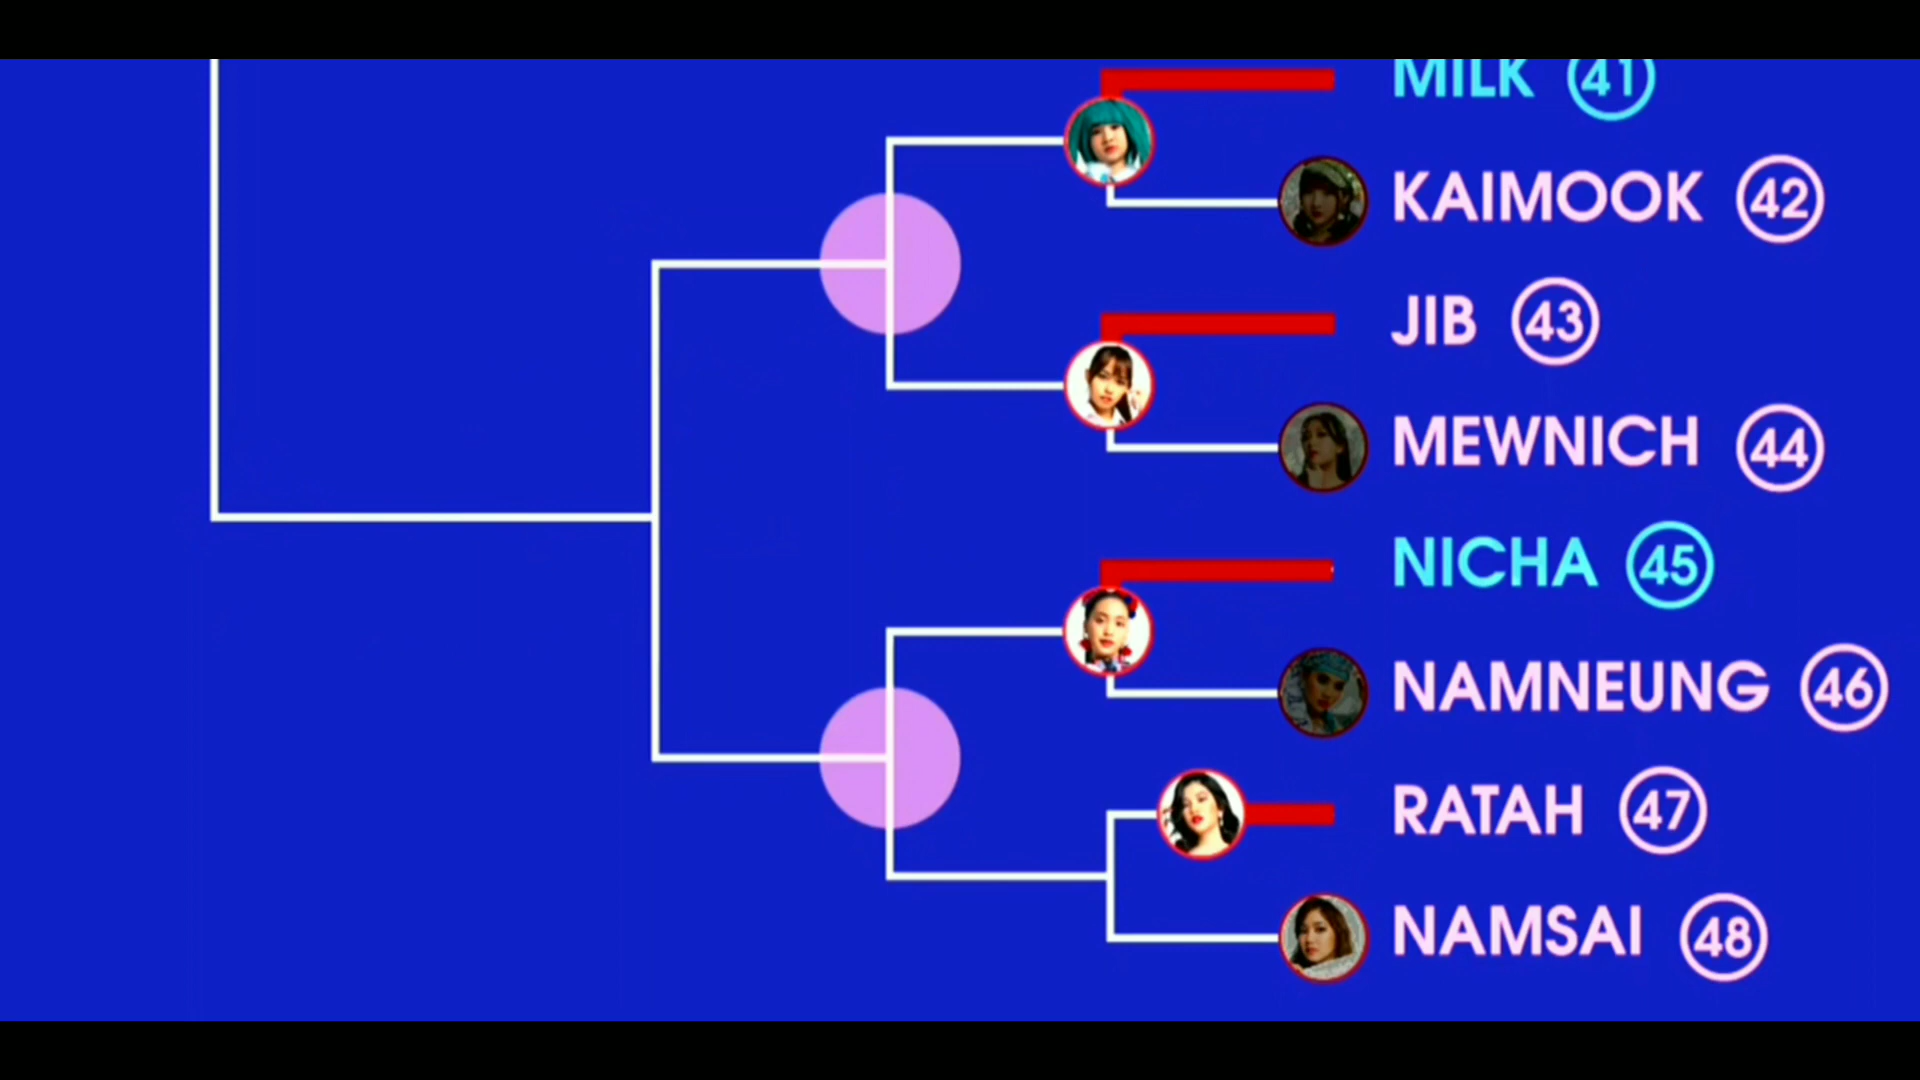 MILK 41
KAIMOOK 42
JIB 43
MEWNICH 44
NICHA 45
NAMNEUNG 46
RATAH 47
NAMSAI 48